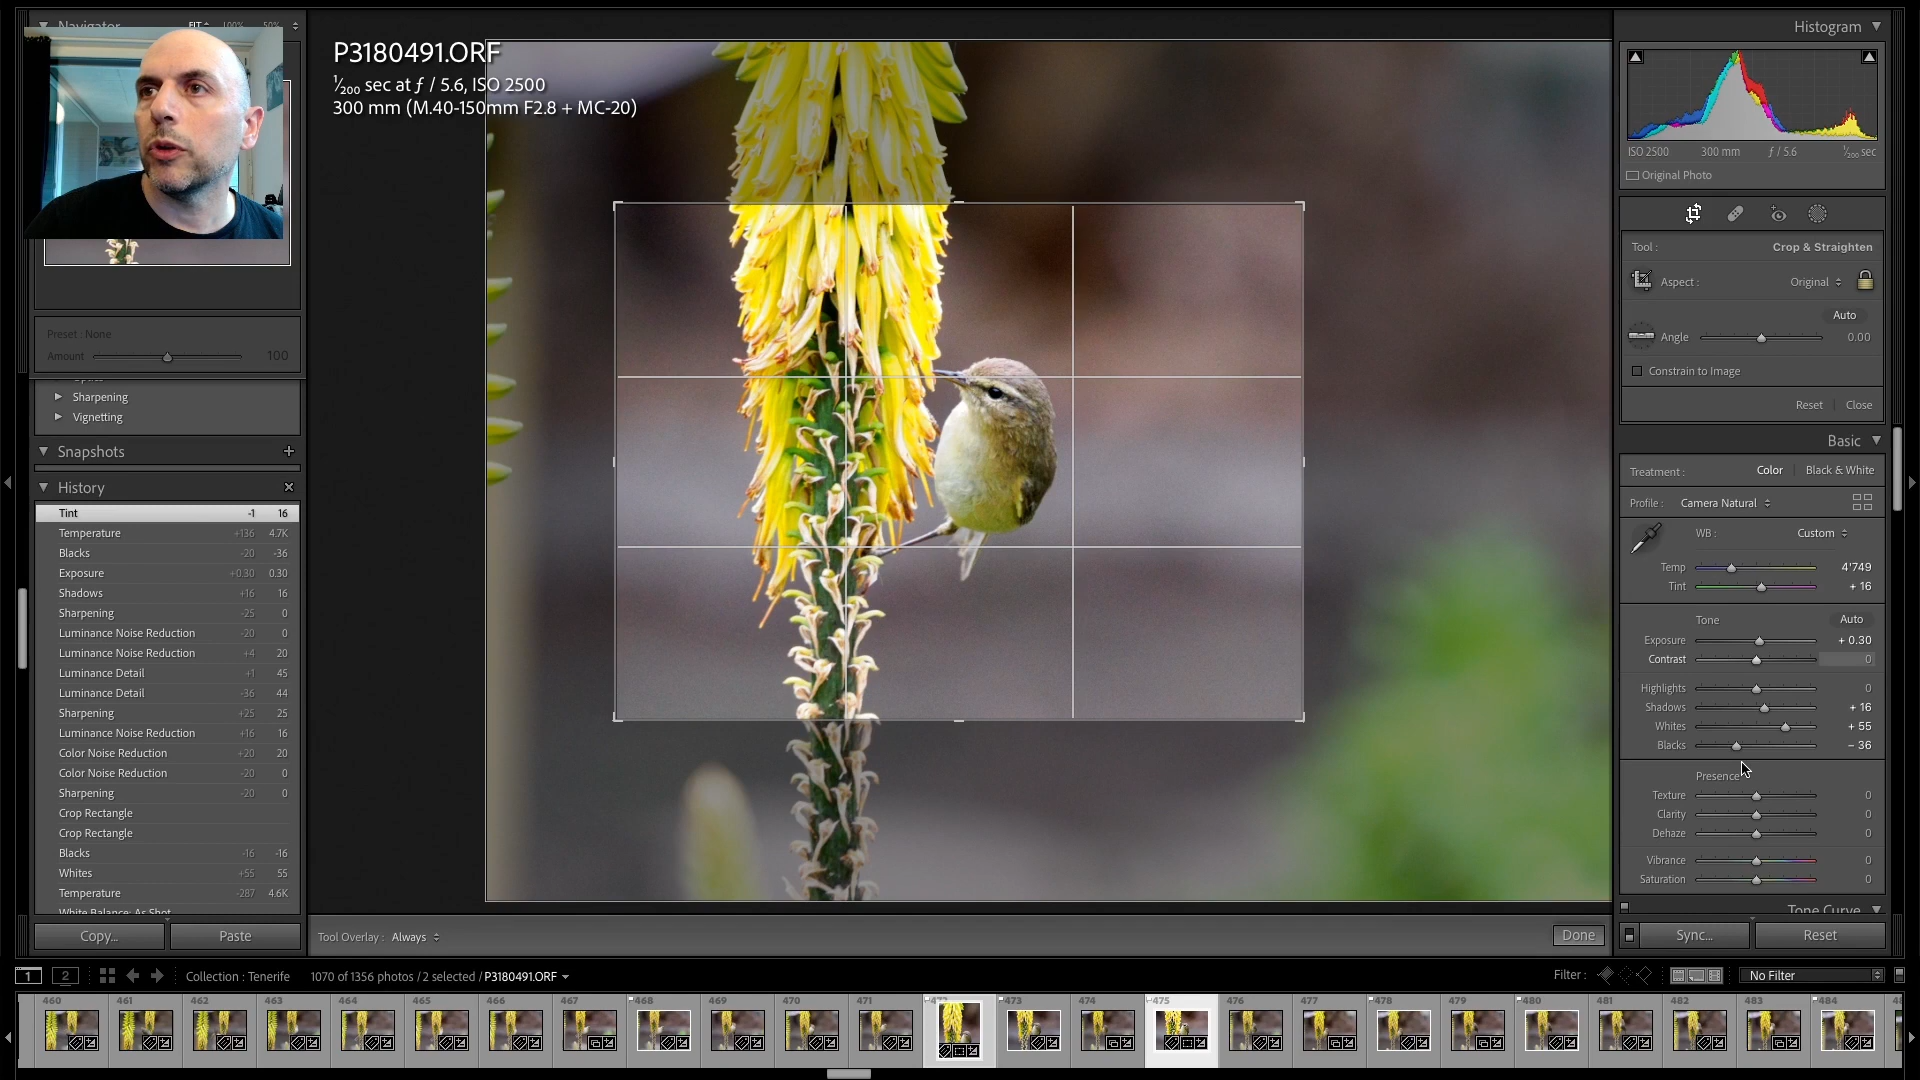 Navigator FIT 100% 50%
P3180491.ORF
1/200 sec at ƒ / 5.6, ISO 2500
300 mm (M.40-150mm F2.8 + MC-20)
Preset : None
Amount 100
Sharpening
Vignetting
Snapshots +
History ×
Tint -1 16
Temperature +136 4.7K
Blacks -20 -36
Exposure +0.30 0.30
Shadows +16 16
Sharpening -25 0
Luminance Noise Reduction -20 0
Luminance Noise Reduction +4 20
Luminance Detail +1 45
Luminance Detail -36 44
Sharpening +25 25
Luminance Noise Reduction +16 16
Color Noise Reduction +20 20
Color Noise Reduction -20 0
Sharpening -20 0
Crop Rectangle
Crop Rectangle
Blacks -16 -16
Whites +55 55
Temperature -287 4.6K
White Balance: As Shot
Copy... Paste
Tool Overlay : Always
Done
Histogram
ISO 2500 300 mm ƒ / 5.6 1/200 sec
Original Photo
Tool : Crop & Straighten
Aspect : Original
Auto
Angle 0.00
Constrain to Image
Reset Close
Basic
Treatment : Color Black & White
Profile : Camera Natural
WB : Custom
Temp 4'749
Tint + 16
Tone Auto
Exposure + 0.30
Contrast 0
Highlights 0
Shadows + 16
Whites + 55
Blacks – 36
Presence
Texture 0
Clarity 0
Dehaze 0
Vibrance 0
Saturation 0
Tone Curve
Sync... Reset
1 2 Collection : Tenerife 1070 of 1356 photos / 2 selected / P3180491.ORF Filter : No Filter
460 461 462 463 464 465 466 467 468 469 470 471 472 473 474 475 476 477 478 479 480 481 482 483 484